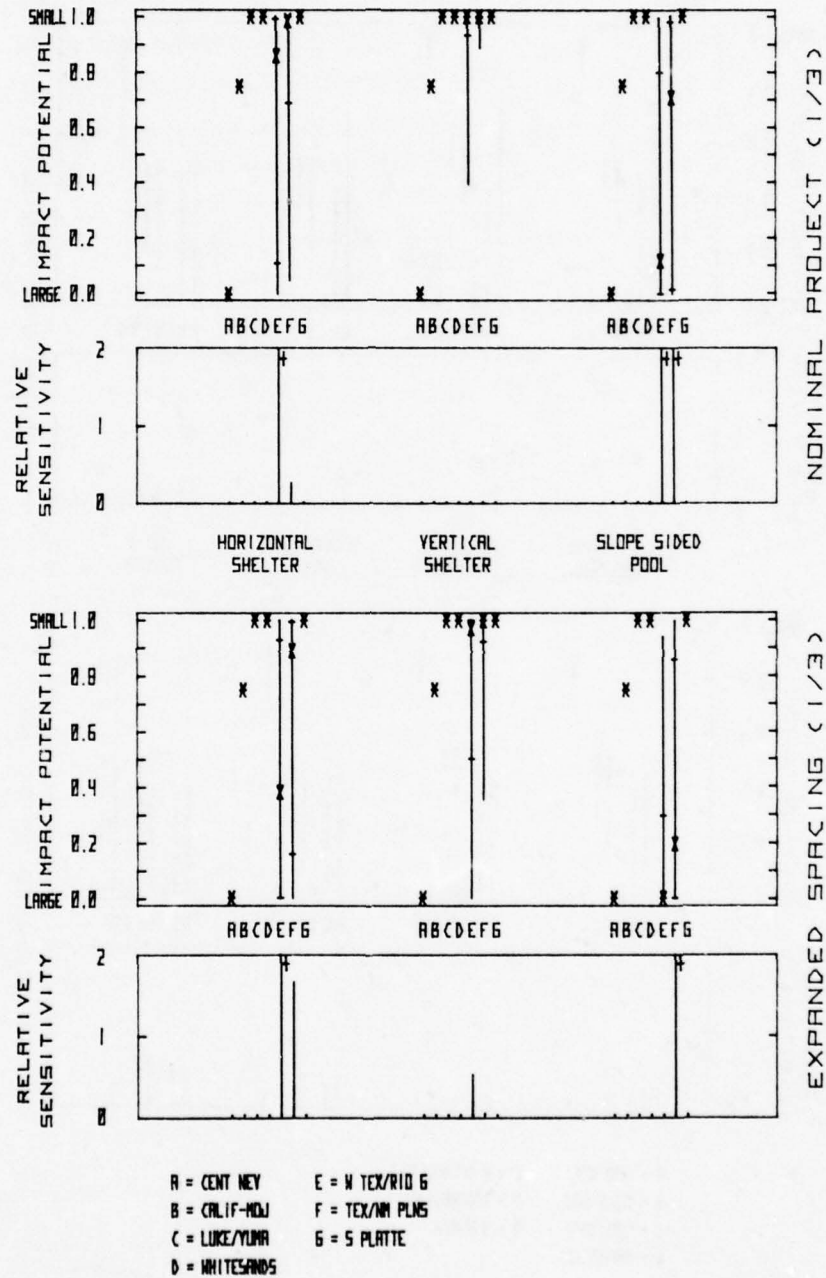 SMALL 1.0
0.8
0.6
0.4
0.2
LARGE 0.0
IMPACT POTENTIAL
ABCDEFG ABCDEFG ABCDEFG
NOMINAL PROJECT (1/3)
2
1
0
RELATIVE SENSITIVITY
HORIZONTAL SHELTER
VERTICAL SHELTER
SLOPE SIDED POOL
SMALL 1.0
0.8
0.6
0.4
0.2
LARGE 0.0
IMPACT POTENTIAL
ABCDEFG ABCDEFG ABCDEFG
EXPANDED SPACING (1/3)
2
1
0
RELATIVE SENSITIVITY
A = CENT NEV E = W TEX/RIO G
B = CALIF-MOJ F = TEX/NM PLNS
C = LUKE/YUMA G = S PLATTE
D = WHITESANDS